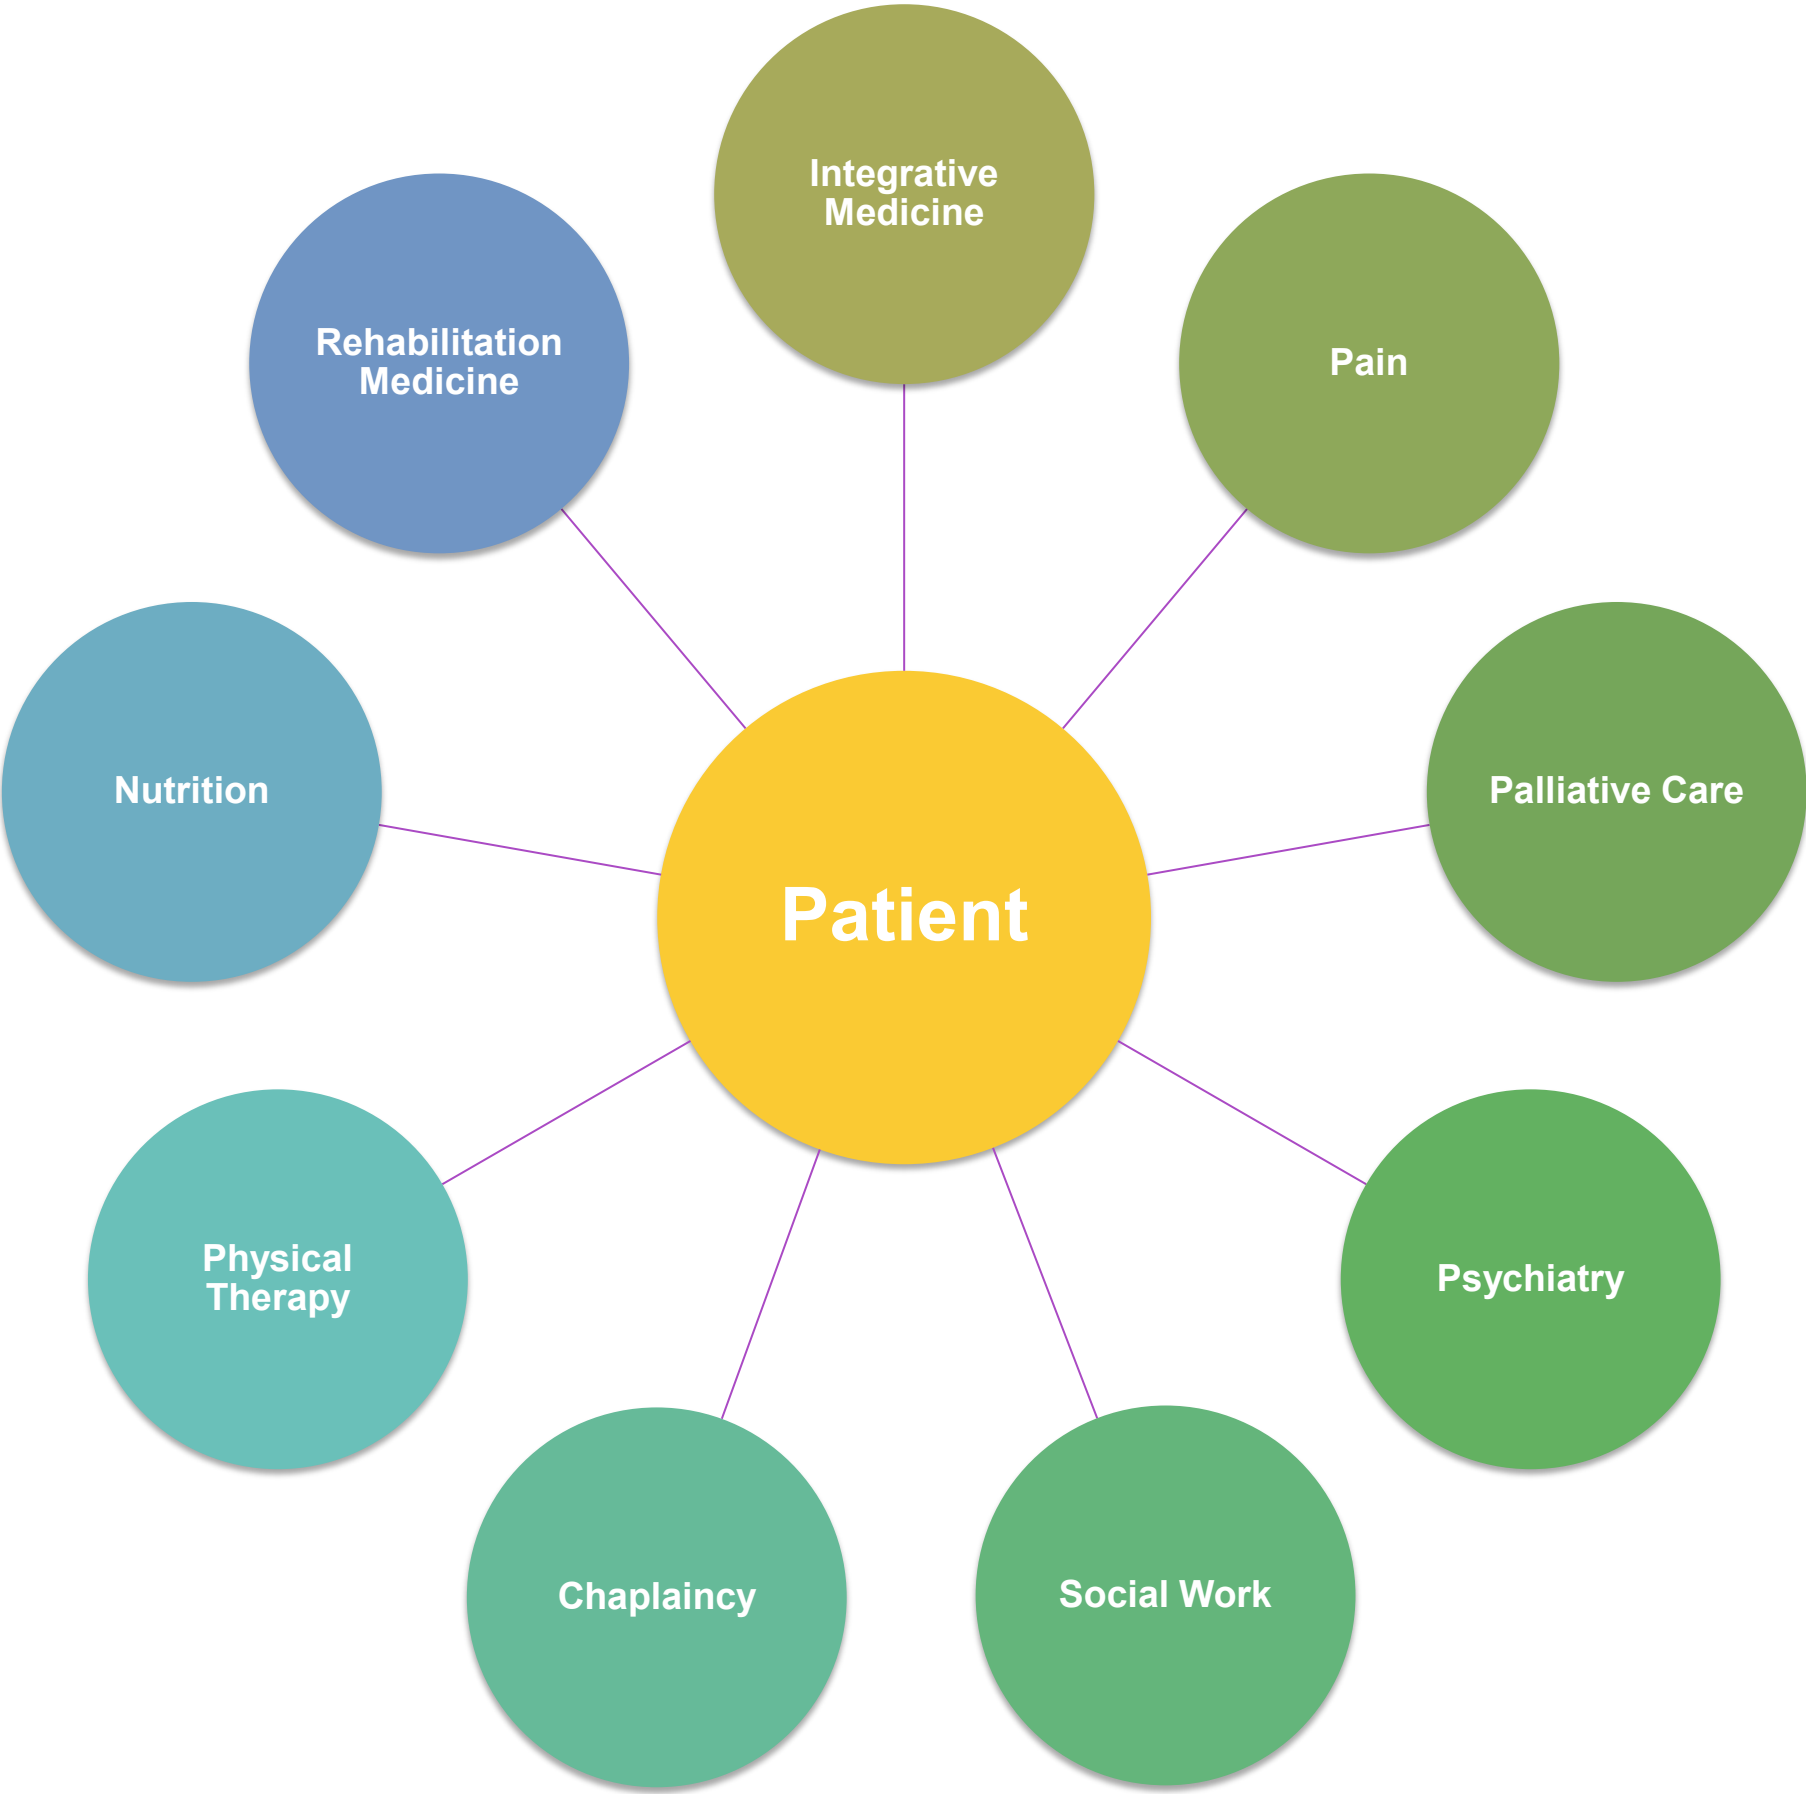 Integrative
Medicine
Pain
Palliative Care
Psychiatry
Social Work
Chaplaincy
Physical
Therapy
Nutrition
Rehabilitation
Medicine
Patient